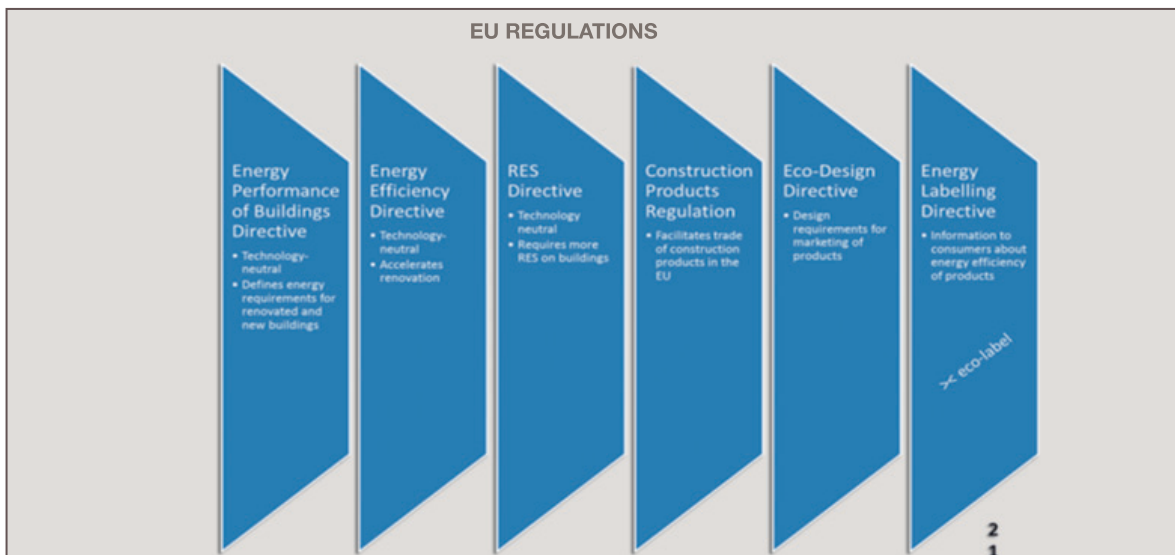 EU REGULATIONS
Energy
Performance
of Buildings
Directive
• Technology-
neutral
• Defines energy
requirements for
renovated and
new buildings
Energy
Efficiency
Directive
• Technology-
neutral
• Accelerates
renovation
RES
Directive
• Technology
neutral
• Requires more
RES on buildings
Construction
Products
Regulation
• Facilitates trade
of construction
products in the
EU
Eco-Design
Directive
• Design
requirements for
marketing of
products
Energy
Labelling
Directive
• Information to
consumers about
energy efficiency
of products
>< eco-label
2
1